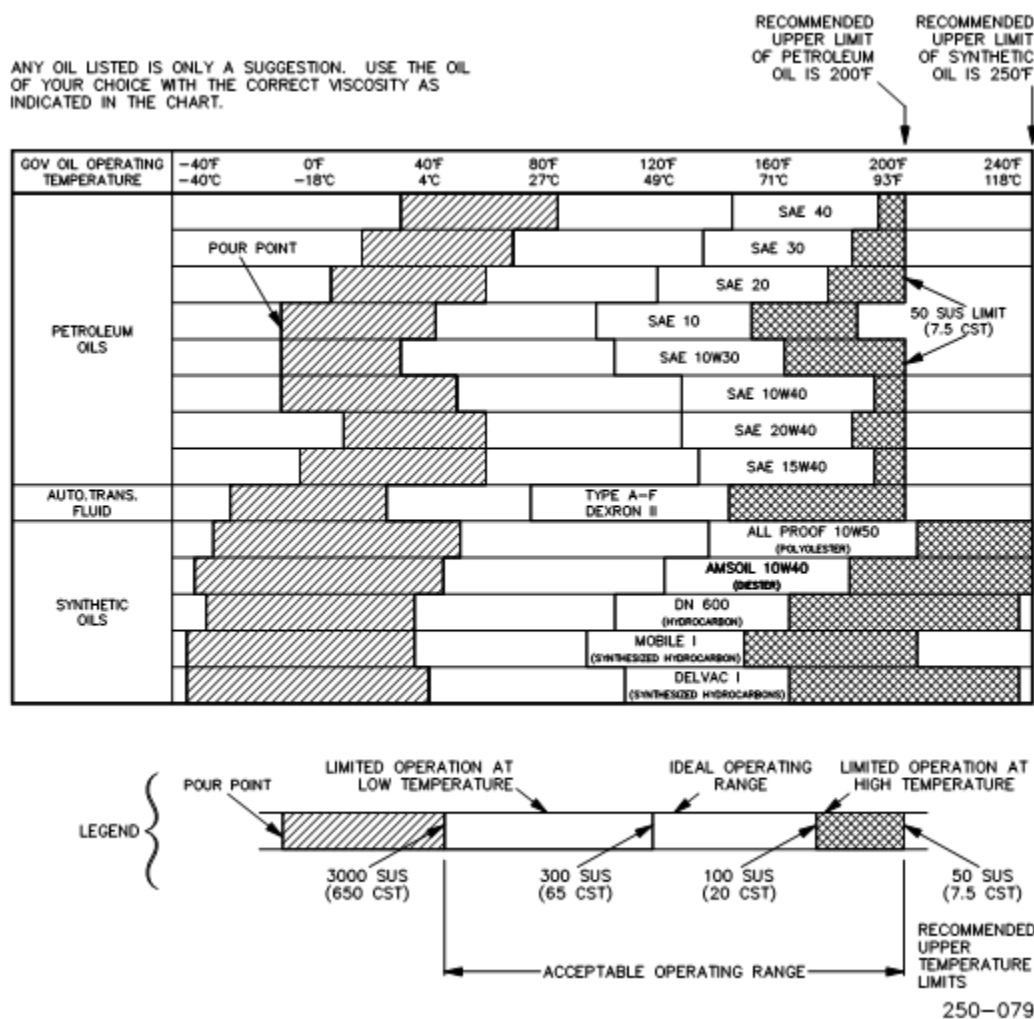 RECOMMENDED
UPPER LIMIT
OF PETROLEUM
OIL IS 200°F
RECOMMENDED
UPPER LIMIT
OF SYNTHETIC
OIL IS 250°F
ANY OIL LISTED IS ONLY A SUGGESTION. USE THE OIL
OF YOUR CHOICE WITH THE CORRECT VISCOSITY AS
INDICATED IN THE CHART.
GOV OIL OPERATING
TEMPERATURE
-40°F 0°F 40°F 80°F 120°F 160°F 200°F 240°F
-40°C -18°C 4°C 27°C 49°C 71°C 93°F 118°C
PETROLEUM
OILS
POUR POINT
SAE 40
SAE 30
SAE 20
SAE 10
50 SUS LIMIT
(7.5 CST)
SAE 10W30
SAE 10W40
SAE 20W40
SAE 15W40
AUTO.TRANS.
FLUID
TYPE A-F
DEXRON II
SYNTHETIC
OILS
ALL PROOF 10W50
(POLYOLESTER)
AMSOIL 10W40
(DIESTER)
DN 600
(HYDROCARBON)
MOBILE I
(SYNTHESIZED HYDROCARBON)
DELVAC I
(SYNTHESIZED HYDROCARBONS)
LEGEND
POUR POINT
LIMITED OPERATION AT
LOW TEMPERATURE
IDEAL OPERATING
RANGE
LIMITED OPERATION AT
HIGH TEMPERATURE
3000 SUS
(650 CST)
300 SUS
(65 CST)
100 SUS
(20 CST)
50 SUS
(7.5 CST)
ACCEPTABLE OPERATING RANGE
RECOMMENDED
UPPER
TEMPERATURE
LIMITS
250-079